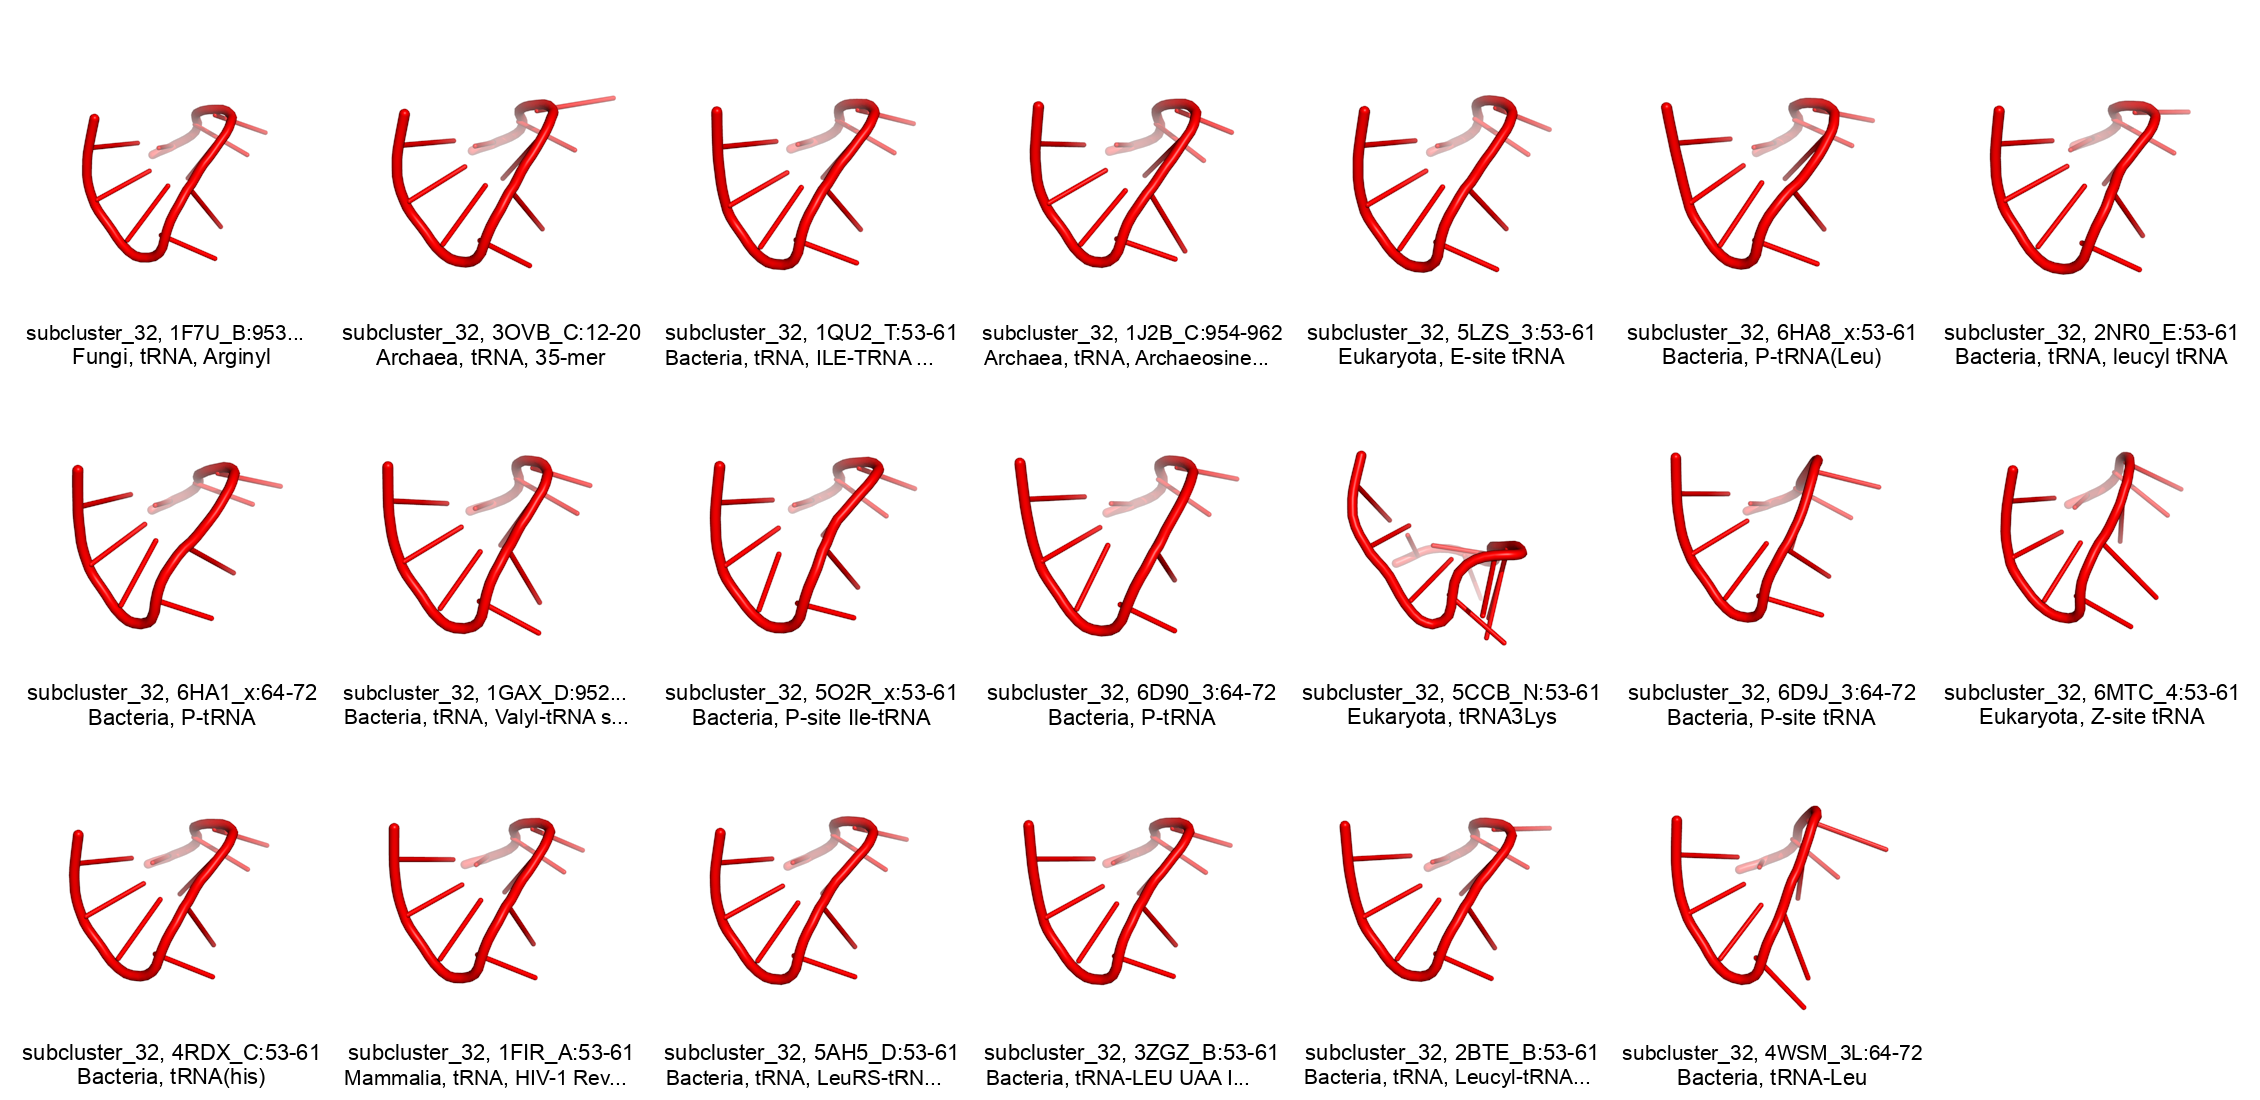 subcluster_32, 1F7U_B:953...
Fungi, tRNA, Arginyl
subcluster_32, 3OVB_C:12-20
Archaea, tRNA, 35-mer
subcluster_32, 1QU2_T:53-61
Bacteria, tRNA, ILE-TRNA ...
subcluster_32, 1J2B_C:954-962
Archaea, tRNA, Archaeosine...
subcluster_32, 5LZS_3:53-61
Eukaryota, E-site tRNA
subcluster_32, 6HA8_x:53-61
Bacteria, P-tRNA(Leu)
subcluster_32, 2NR0_E:53-61
Bacteria, tRNA, leucyl tRNA
subcluster_32, 6HA1_x:64-72
Bacteria, P-tRNA
subcluster_32, 1GAX_D:952...
Bacteria, tRNA, Valyl-tRNA s...
subcluster_32, 5O2R_x:53-61
Bacteria, P-site Ile-tRNA
subcluster_32, 6D90_3:64-72
Bacteria, P-tRNA
subcluster_32, 5CCB_N:53-61
Eukaryota, tRNA3Lys
subcluster_32, 6D9J_3:64-72
Bacteria, P-site tRNA
subcluster_32, 6MTC_4:53-61
Eukaryota, Z-site tRNA
subcluster_32, 4RDX_C:53-61
Bacteria, tRNA(his)
subcluster_32, 1FIR_A:53-61
Mammalia, tRNA, HIV-1 Rev...
subcluster_32, 5AH5_D:53-61
Bacteria, tRNA, LeuRS-tRN...
subcluster_32, 3ZGZ_B:53-61
Bacteria, tRNA-LEU UAA I...
subcluster_32, 2BTE_B:53-61
Bacteria, tRNA, Leucyl-tRNA...
subcluster_32, 4WSM_3L:64-72
Bacteria, tRNA-Leu